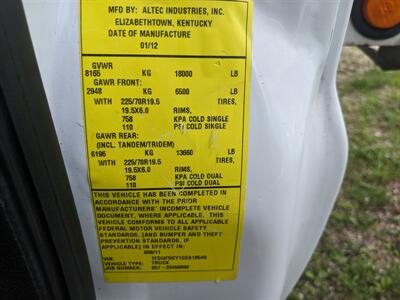 MFD BY: ALTEC INDUSTRIES, INC.
ELIZABETHTOWN, KENTUCKY
DATE OF MANUFACTURE
01/12
GVWR
8165 KG 18000 LB
GAWR FRONT:
2948 KG 6500 LB
WITH 225/70R19.5 TIRES,
19.5X6.0 RIMS,
758 KPA COLD SINGLE
110 PSI COLD SINGLE
GAWR REAR:
(INCL. TANDEM/TRIDEM)
6196 KG 13660 LB
WITH 225/70R19.5 TIRES,
19.5X6.0 RIMS,
758 KPA COLD DUAL
110 PSI COLD DUAL
THIS VEHICLE HAS BEEN COMPLETED IN
ACCORDANCE WITH THE PRIOR
MANUFACTURERS' INCOMPLETE VEHICLE
DOCUMENT, WHERE APPLICABLE. THIS
VEHICLE CONFORMS TO ALL APPLICABLE
FEDERAL MOTOR VEHICLE SAFETY
STANDARDS, [AND BUMPER AND THEFT
PREVENTION STANDARDS, IF
APPLICABLE] IN EFFECT IN
VIN:
VEHICLE TYPE: TRUCK
JOB NUMBER: